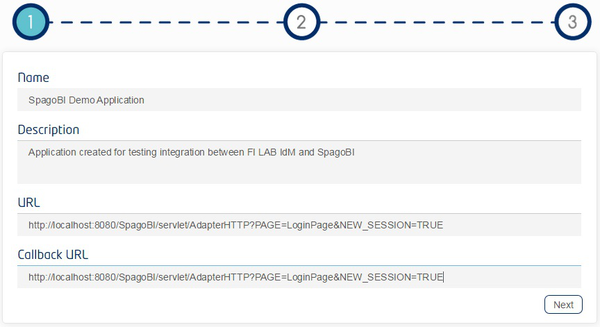 1 2 3
Name
SpagoBI Demo Application
Description
Application created for testing integration between FI LAB IdM and SpagoBI
URL
http://localhost:8080/SpagoBI/servlet/AdapterHTTP?PAGE=LoginPage&NEW_SESSION=TRUE
Callback URL
http://localhost:8080/SpagoBI/servlet/AdapterHTTP?PAGE=LoginPage&NEW_SESSION=TRUE
Next